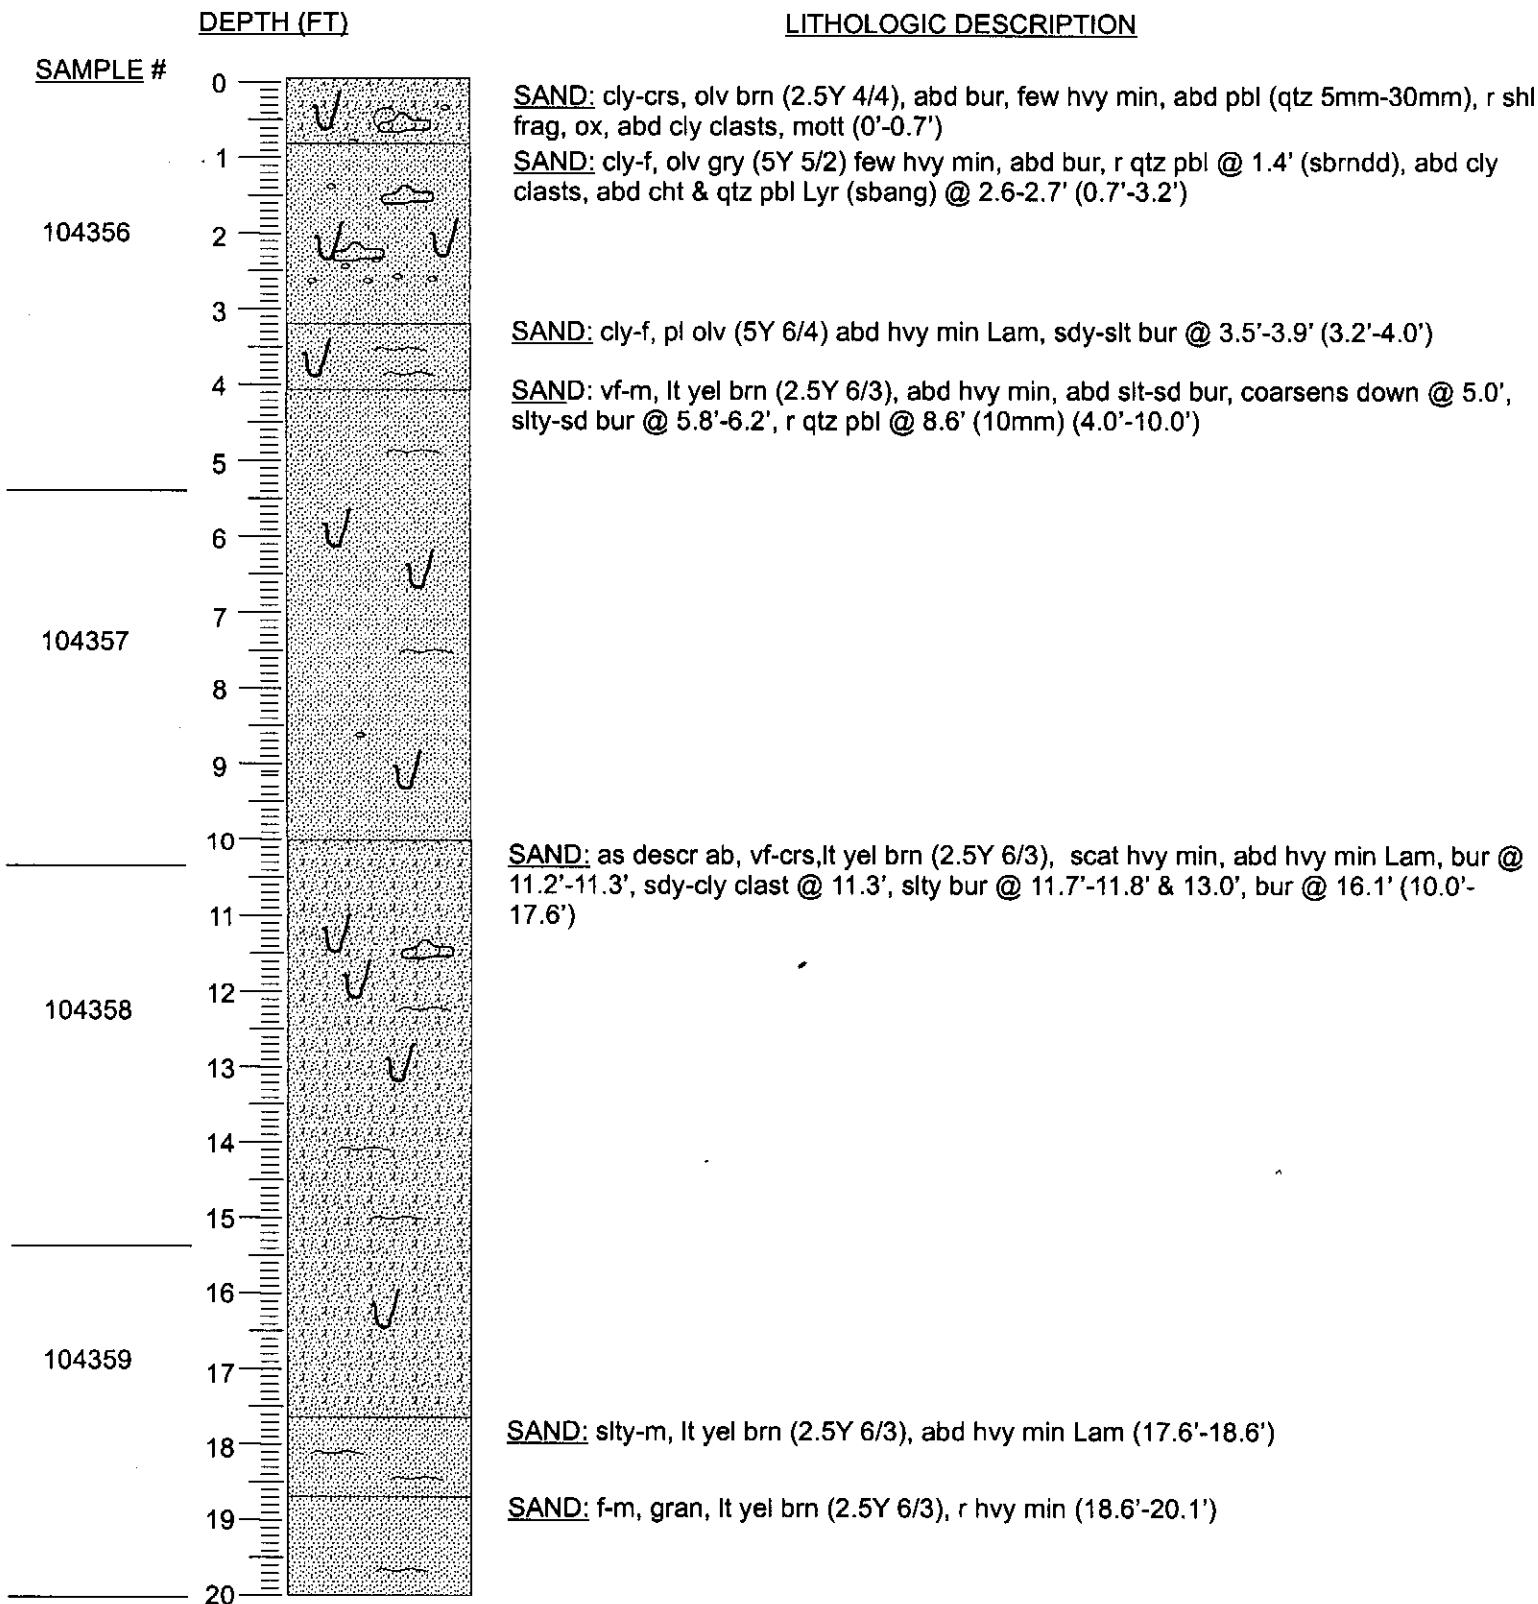 DEPTH (FT)
LITHOLOGIC DESCRIPTION
SAMPLE #
0
SAND: cly-crs, olv brn (2.5Y 4/4), abd bur, few hvy min, abd pbl (qtz 5mm-30mm), r shl
frag, ox, abd cly clasts, mott (0'-0.7')
1
SAND: cly-f, olv gry (5Y 5/2) few hvy min, abd bur, r qtz pbl @ 1.4' (sbrndd), abd cly
clasts, abd cht & qtz pbl Lyr (sbang) @ 2.6-2.7' (0.7'-3.2')
104356
2
3
SAND: cly-f, pl olv (5Y 6/4) abd hvy min Lam, sdy-slt bur @ 3.5'-3.9' (3.2'-4.0')
4
SAND: vf-m, lt yel brn (2.5Y 6/3), abd hvy min, abd slt-sd bur, coarsens down @ 5.0',
slty-sd bur @ 5.8'-6.2', r qtz pbl @ 8.6' (10mm) (4.0'-10.0')
5
6
7
104357
8
9
10
SAND: as descr ab, vf-crs,lt yel brn (2.5Y 6/3), scat hvy min, abd hvy min Lam, bur @
11.2'-11.3', sdy-cly clast @ 11.3', slty bur @ 11.7'-11.8' & 13.0', bur @ 16.1' (10.0'-
17.6')
11
12
104358
13
14
15
16
104359
17
SAND: slty-m, lt yel brn (2.5Y 6/3), abd hvy min Lam (17.6'-18.6')
18
SAND: f-m, gran, lt yel brn (2.5Y 6/3), r hvy min (18.6'-20.1')
19
20